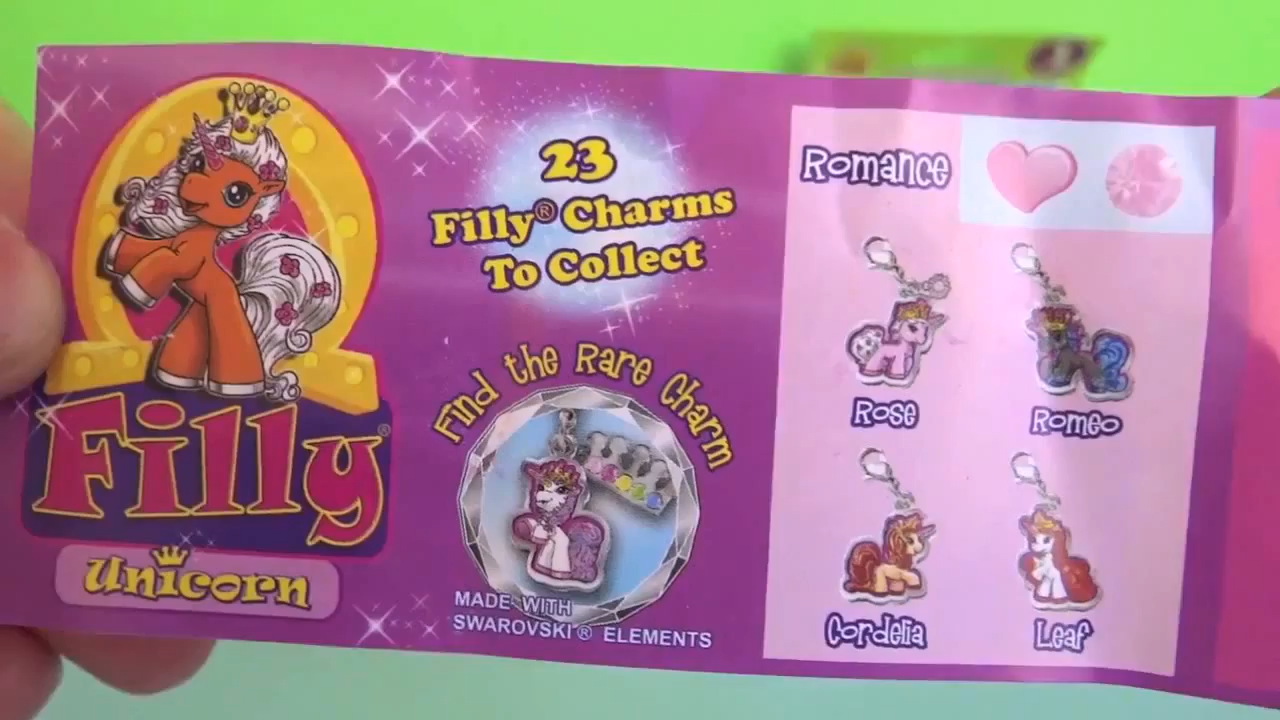 Filly®
Unicorn
23
Filly® Charms
To Collect
Find the Rare Charm
MADE WITH
SWAROVSKI® ELEMENTS
Romance
Rose
Romeo
Cordelia
Leaf